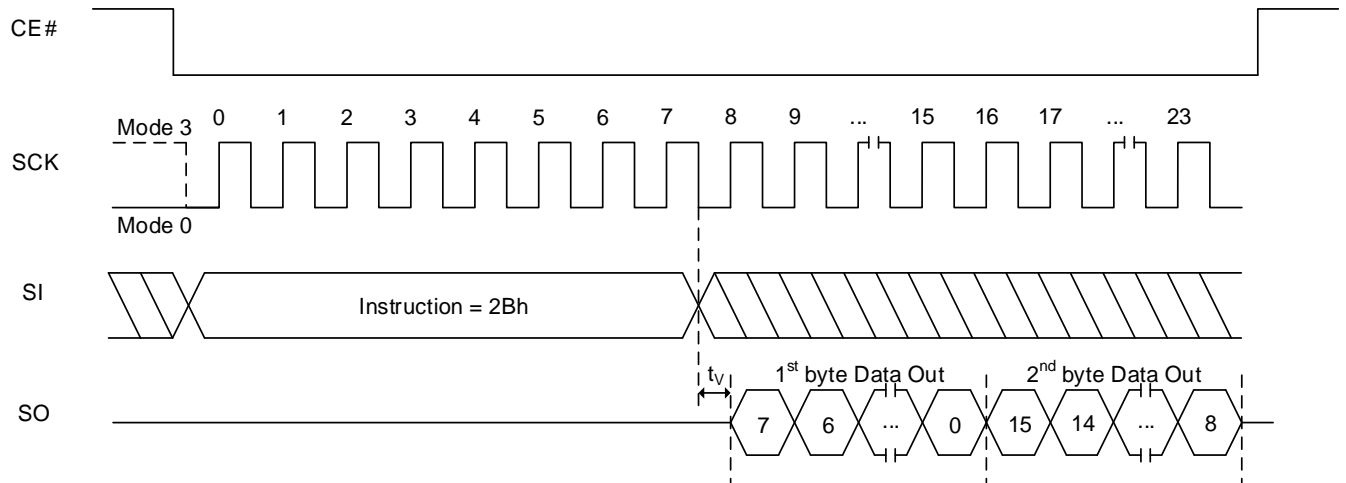 CE#
0 1 2 3 4 5 6 7 8 9 ... 15 16 17 ... 23
Mode 3
SCK
Mode 0
SI
Instruction = 2Bh
tV 1st byte Data Out 2nd byte Data Out
SO
7 6 ... 0 15 14 ... 8